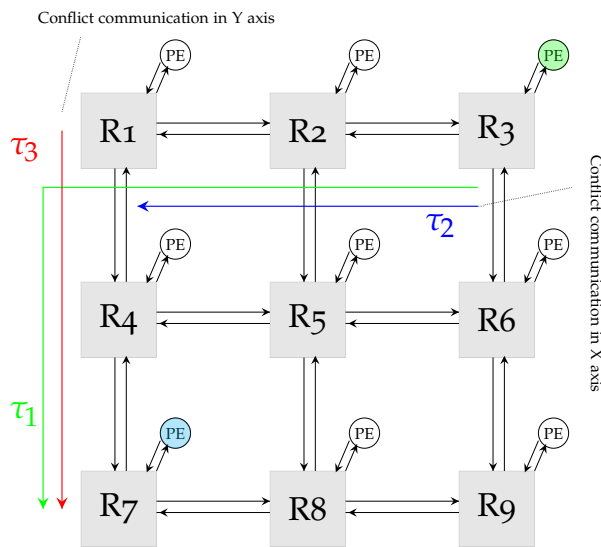 Conflict communication in Y axis
PE
PE
PE
R1
R2
R3
τ3
τ2
Conflict communication in X axis
PE
PE
PE
R4
R5
R6
τ1
PE
PE
PE
R7
R8
R9